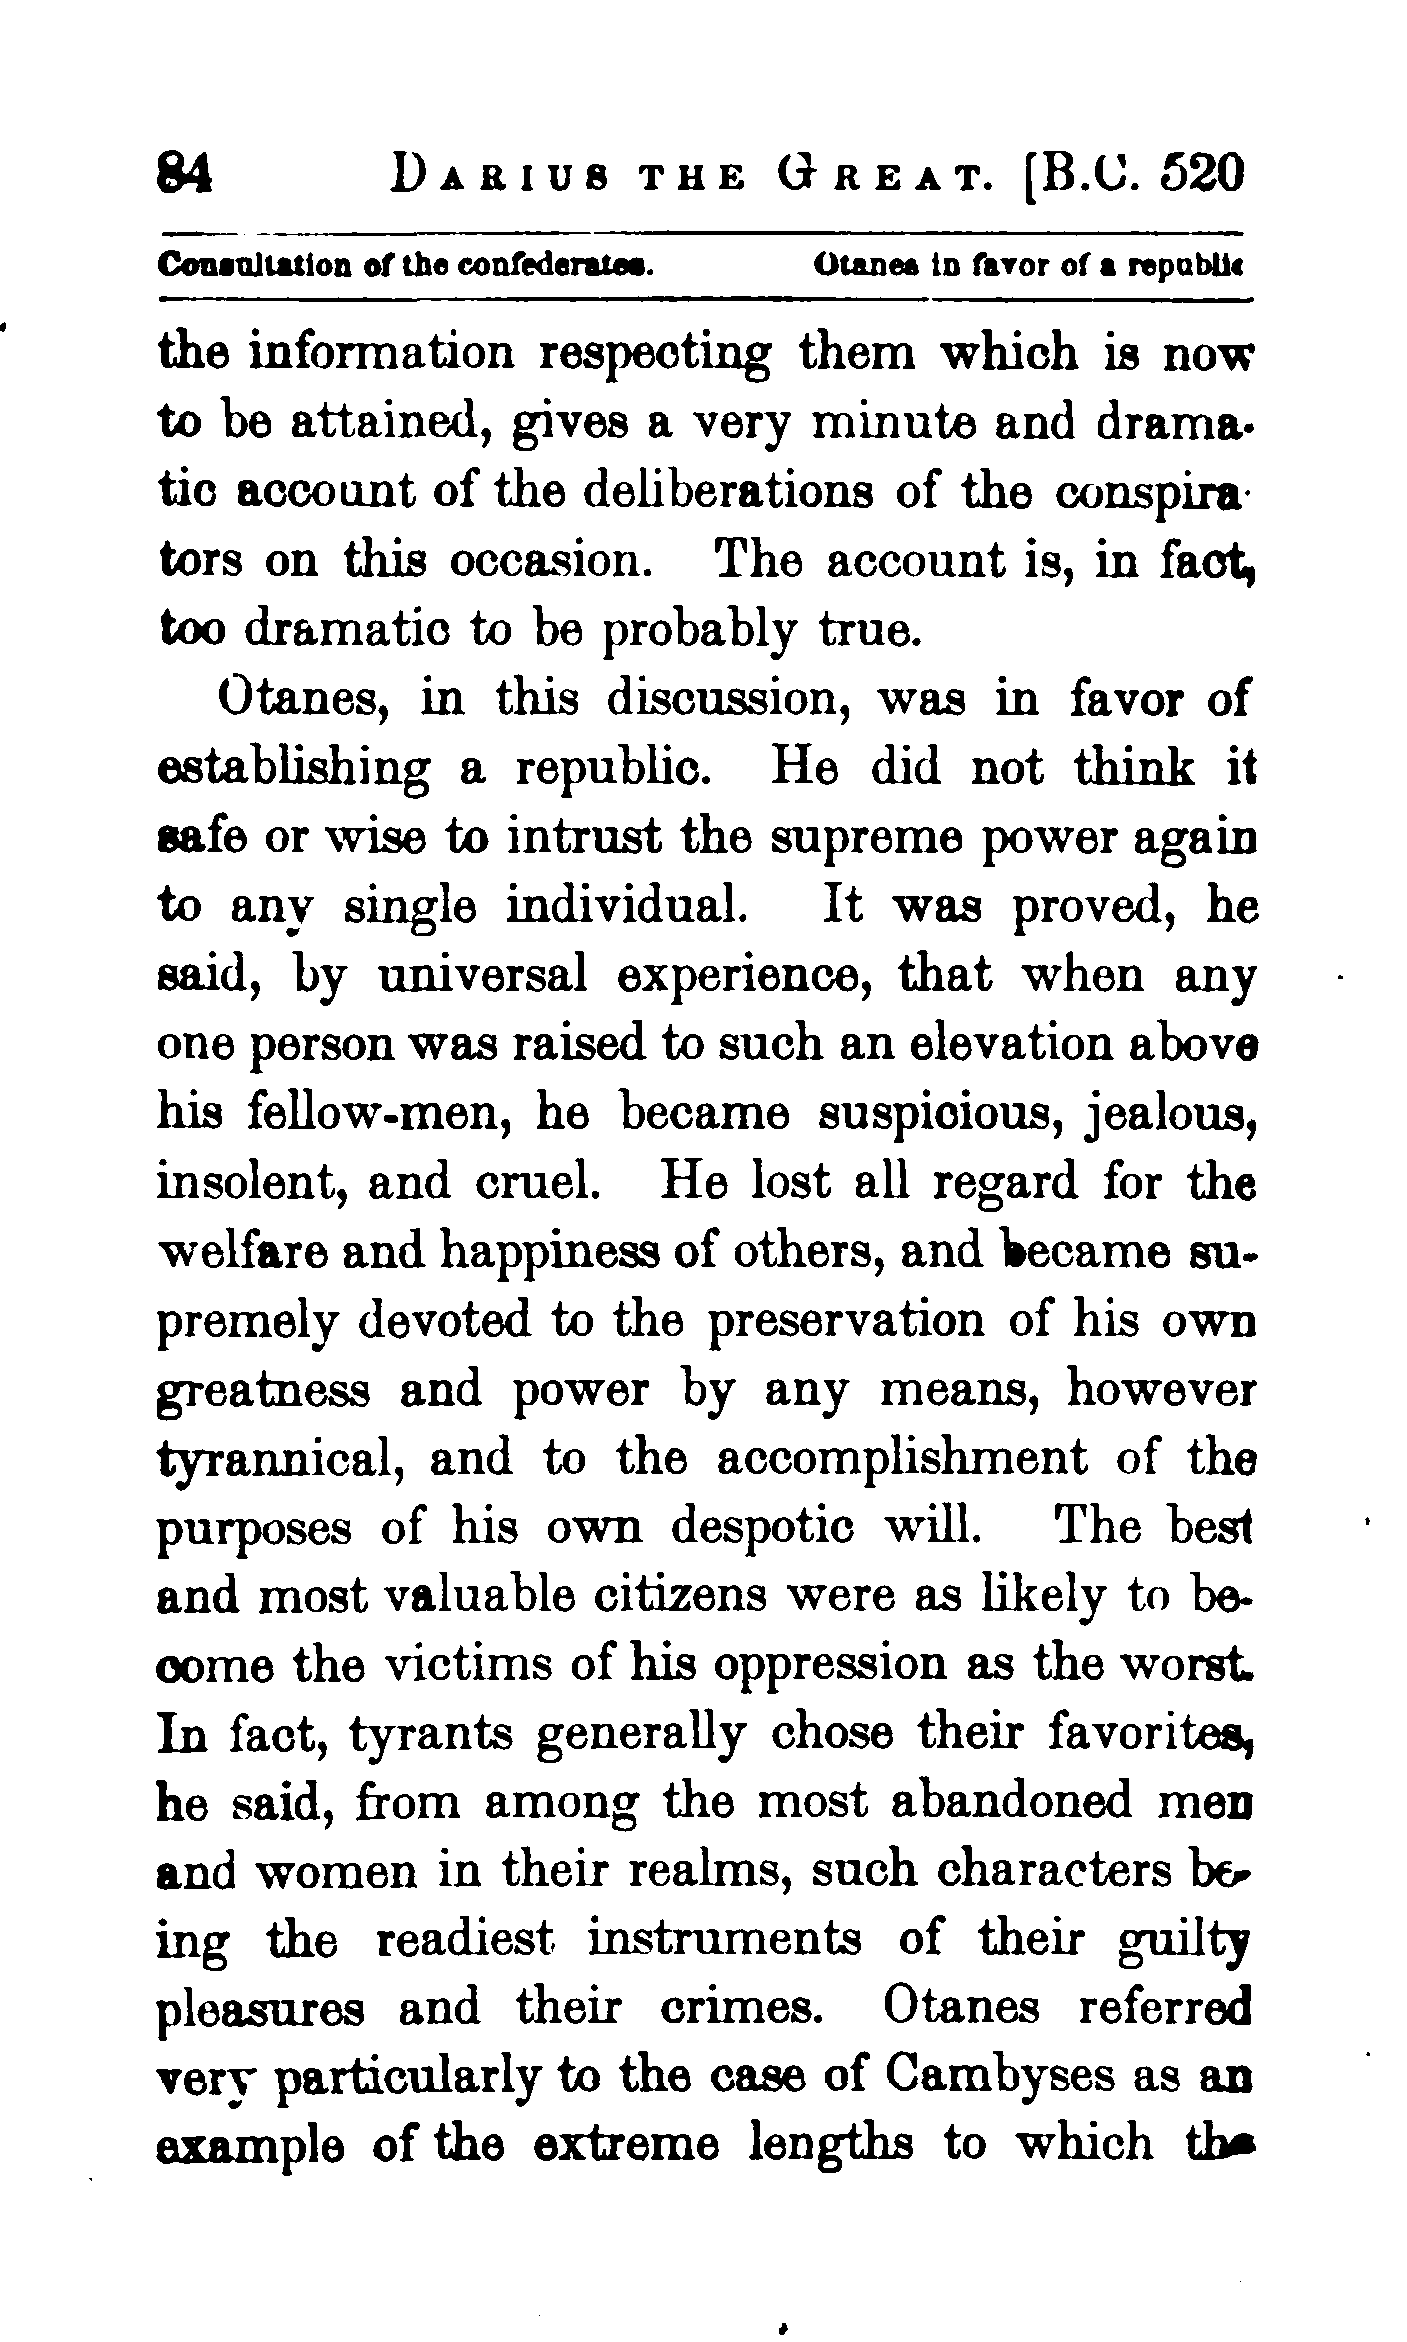 84 DARIUS THE GREAT. [B.C. 520
Consultation of the confederates. Otanes in favor of a republic
the information respecting them which is now
to be attained, gives a very minute and drama-
tic account of the deliberations of the conspira-
tors on this occasion. The account is, in fact,
too dramatic to be probably true.
Otanes, in this discussion, was in favor of
establishing a republic. He did not think it
safe or wise to intrust the supreme power again
to any single individual. It was proved, he
said, by universal experience, that when any
one person was raised to such an elevation above
his fellow-men, he became suspicious, jealous,
insolent, and cruel. He lost all regard for the
welfare and happiness of others, and became su-
premely devoted to the preservation of his own
greatness and power by any means, however
tyrannical, and to the accomplishment of the
purposes of his own despotic will. The best
and most valuable citizens were as likely to be-
come the victims of his oppression as the worst.
In fact, tyrants generally chose their favorites,
he said, from among the most abandoned men
and women in their realms, such characters be-
ing the readiest instruments of their guilty
pleasures and their crimes. Otanes referred
very particularly to the case of Cambyses as an
example of the extreme lengths to which the